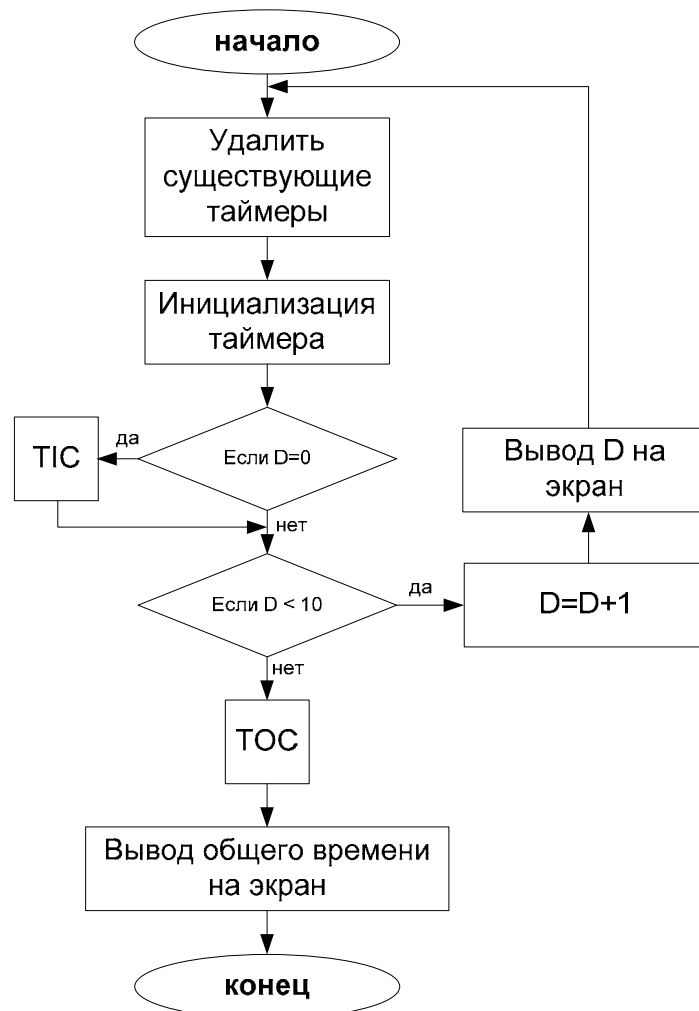 начало
Удалить
существующие
таймеры
Инициализация
таймера
Если D=0
да
TIC
нет
Если D < 10
да
D=D+1
Вывод D на
экран
нет
TOC
Вывод общего времени
на экран
конец